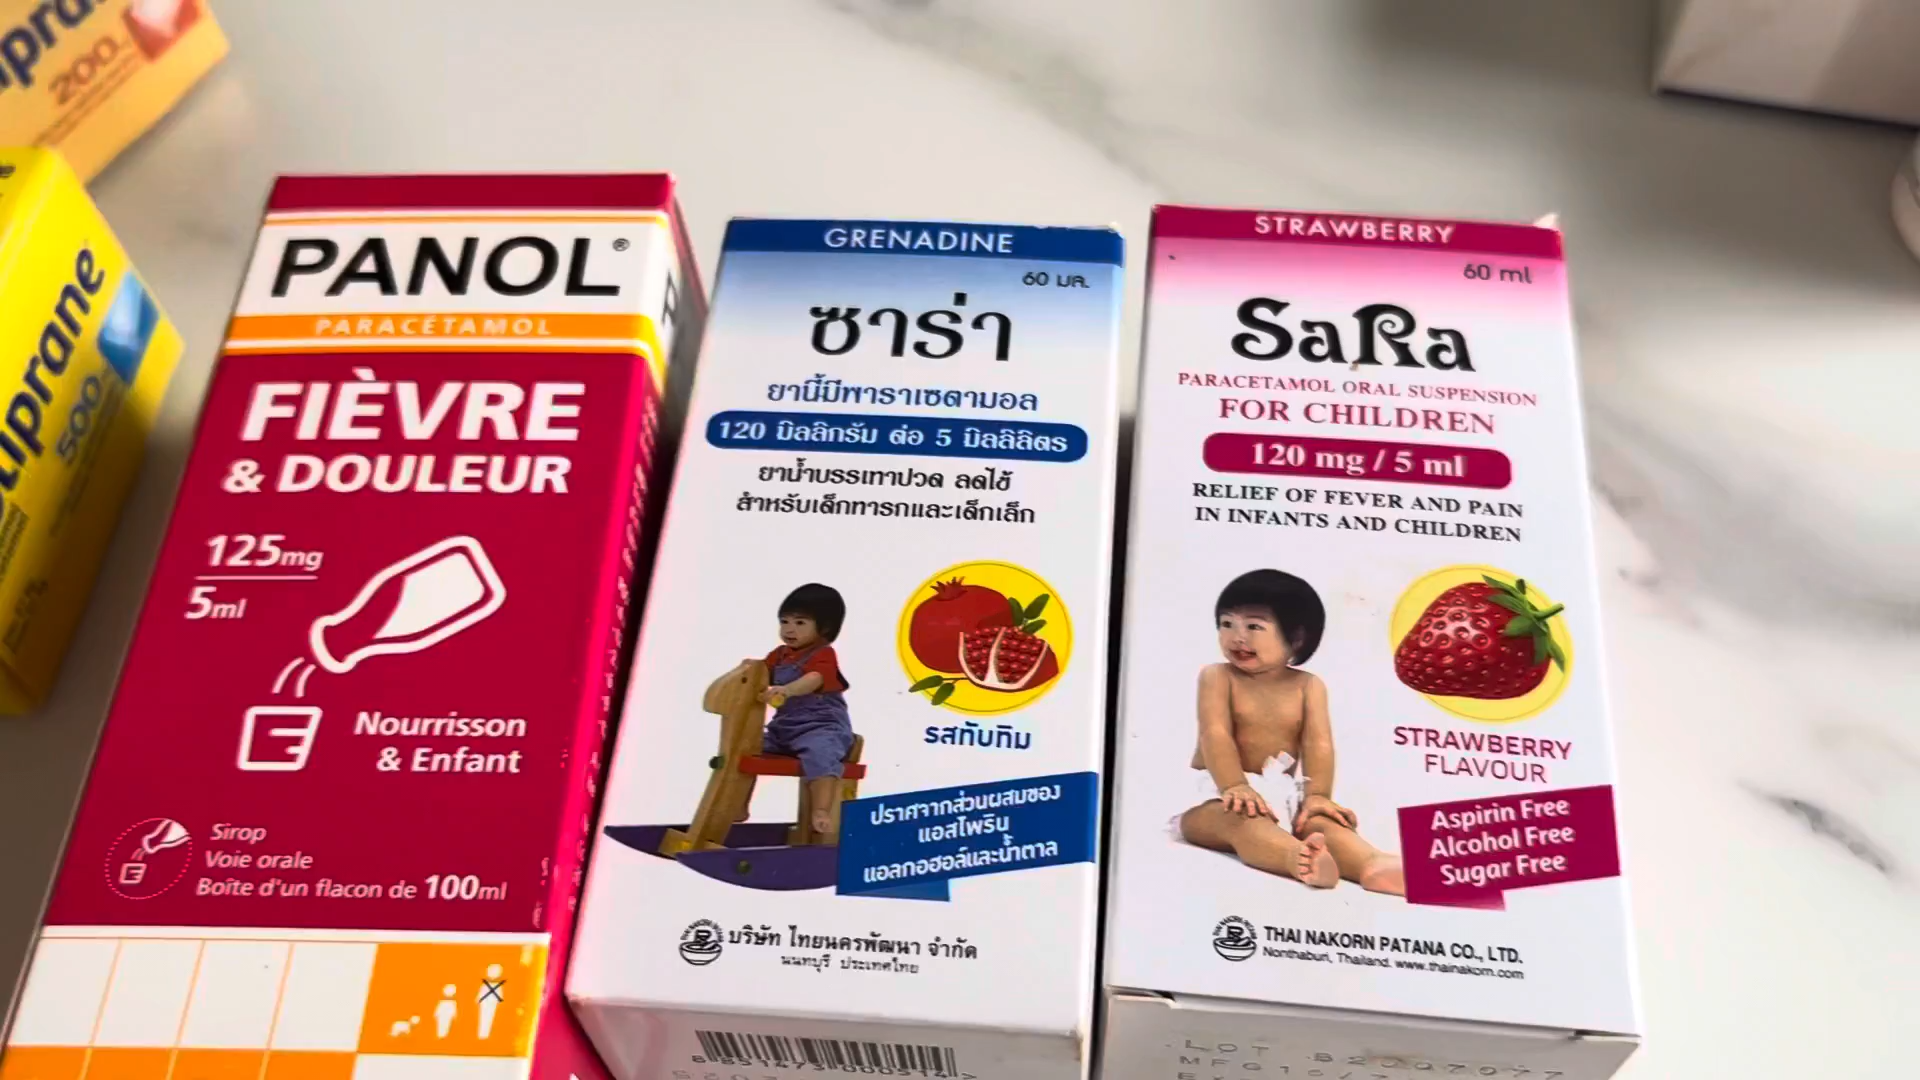 200
liprane
500
PANOL®
PARACÉTAMOL
FIÈVRE
& DOULEUR
125mg
5ml
Nourrisson
& Enfant
Sirop
Voie orale
Boîte d'un flacon de 100ml
GRENADINE
60 มล.
ซาร่า
ยานี้มีพาราเซตามอล
120 มิลลิกรัม ต่อ 5 มิลลิลิตร
ยาน้ำบรรเทาปวด ลดไข้
สำหรับเด็กทารกและเด็กเล็ก
รสทับทิม
ปราศจากส่วนผสมของ
แอสไพริน
แอลกอฮอล์และน้ำตาล
บริษัท ไทยนครพัฒนา จำกัด
นนทบุรี ประเทศไทย
STRAWBERRY
60 ml
SaRa
PARACETAMOL ORAL SUSPENSION
FOR CHILDREN
120 mg / 5 ml
RELIEF OF FEVER AND PAIN
IN INFANTS AND CHILDREN
STRAWBERRY
FLAVOUR
Aspirin Free
Alcohol Free
Sugar Free
THAI NAKORN PATANA CO., LTD.
Nonthaburi, Thailand. www.thainakorn.com
LOT